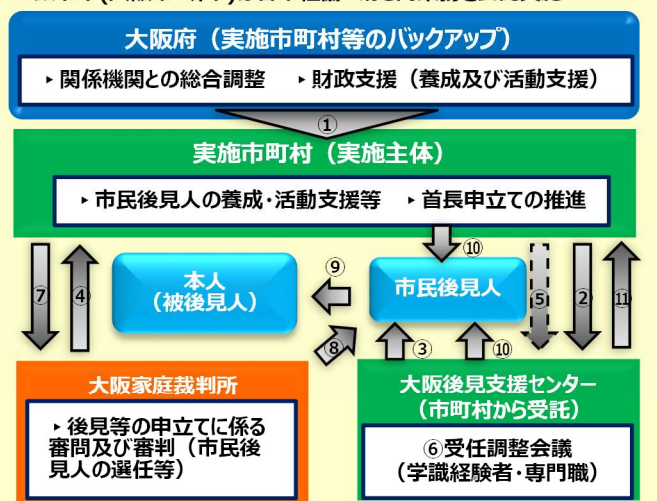 大阪府（実施市町村等のバックアップ）
‣関係機関との総合調整　‣財政支援（養成及び活動支援）
①
実施市町村（実施主体）
‣市民後見人の養成・活動支援等　‣首長申立ての推進
⑩
⑨
本人
（被後見人）
市民後見人
⑦
④
⑤
②
⑪
⑧
③
⑩
大阪家庭裁判所
‣後見等の申立てに係る
審問及び審判（市民後
見人の選任等）
大阪後見支援センター
（市町村から受託）
⑥受任調整会議
（学識経験者・専門職）